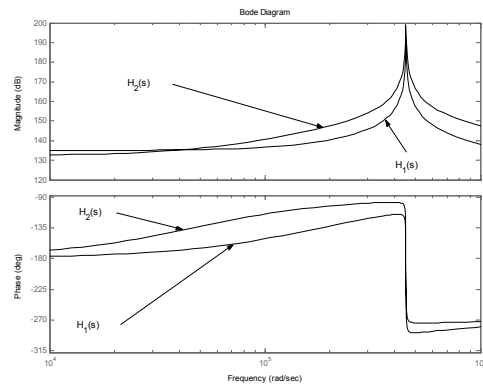 Bode Diagram
200
190
180
170
160
150
140
130
120
Magnitude (dB)
H2(s)
H1(s)
-90
-135
-180
-225
-270
-315
Phase (deg)
H2(s)
H1(s)
10^4
10^5
10^6
Frequency (rad/sec)